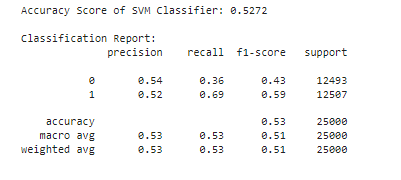 Accuracy Score of SVM Classifier: 0.5272
Classification Report:
precision recall f1-score support
0 0.54 0.36 0.43 12493
1 0.52 0.69 0.59 12507
accuracy 0.53 25000
macro avg 0.53 0.53 0.51 25000
weighted avg 0.53 0.53 0.51 25000